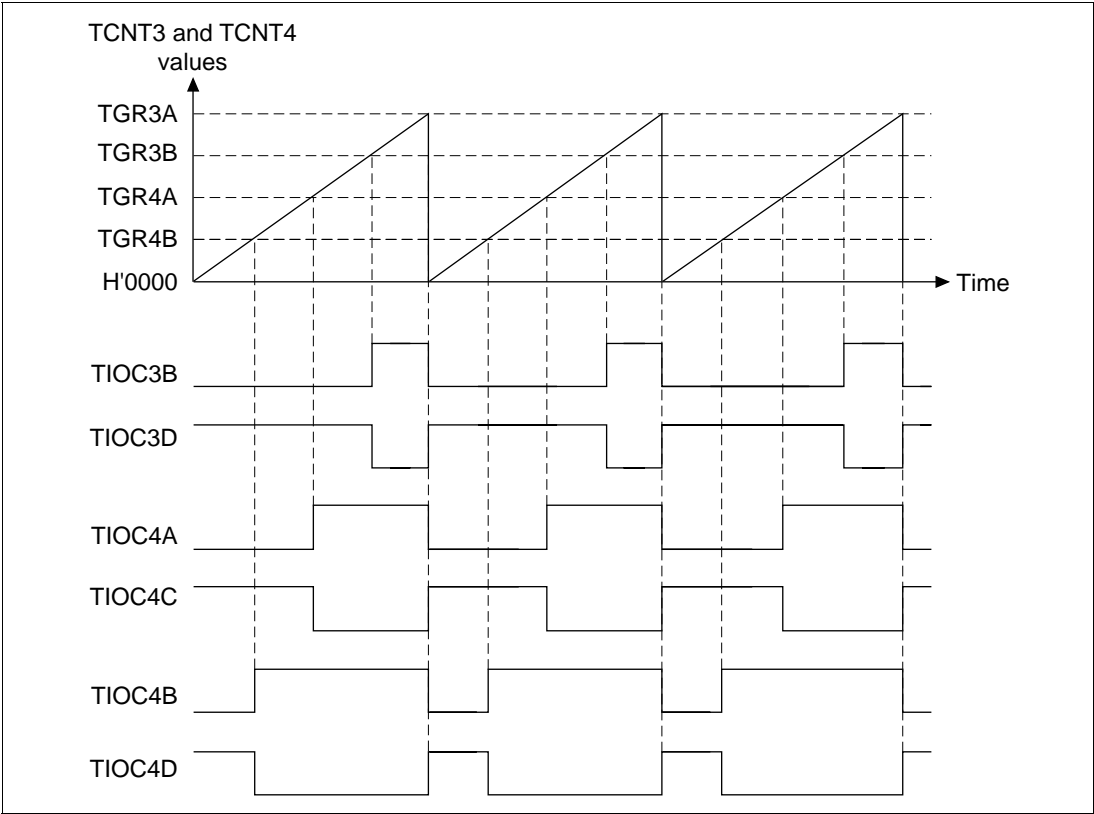 TCNT3 and TCNT4
values
TGR3A
TGR3B
TGR4A
TGR4B
H'0000
Time
TIOC3B
TIOC3D
TIOC4A
TIOC4C
TIOC4B
TIOC4D